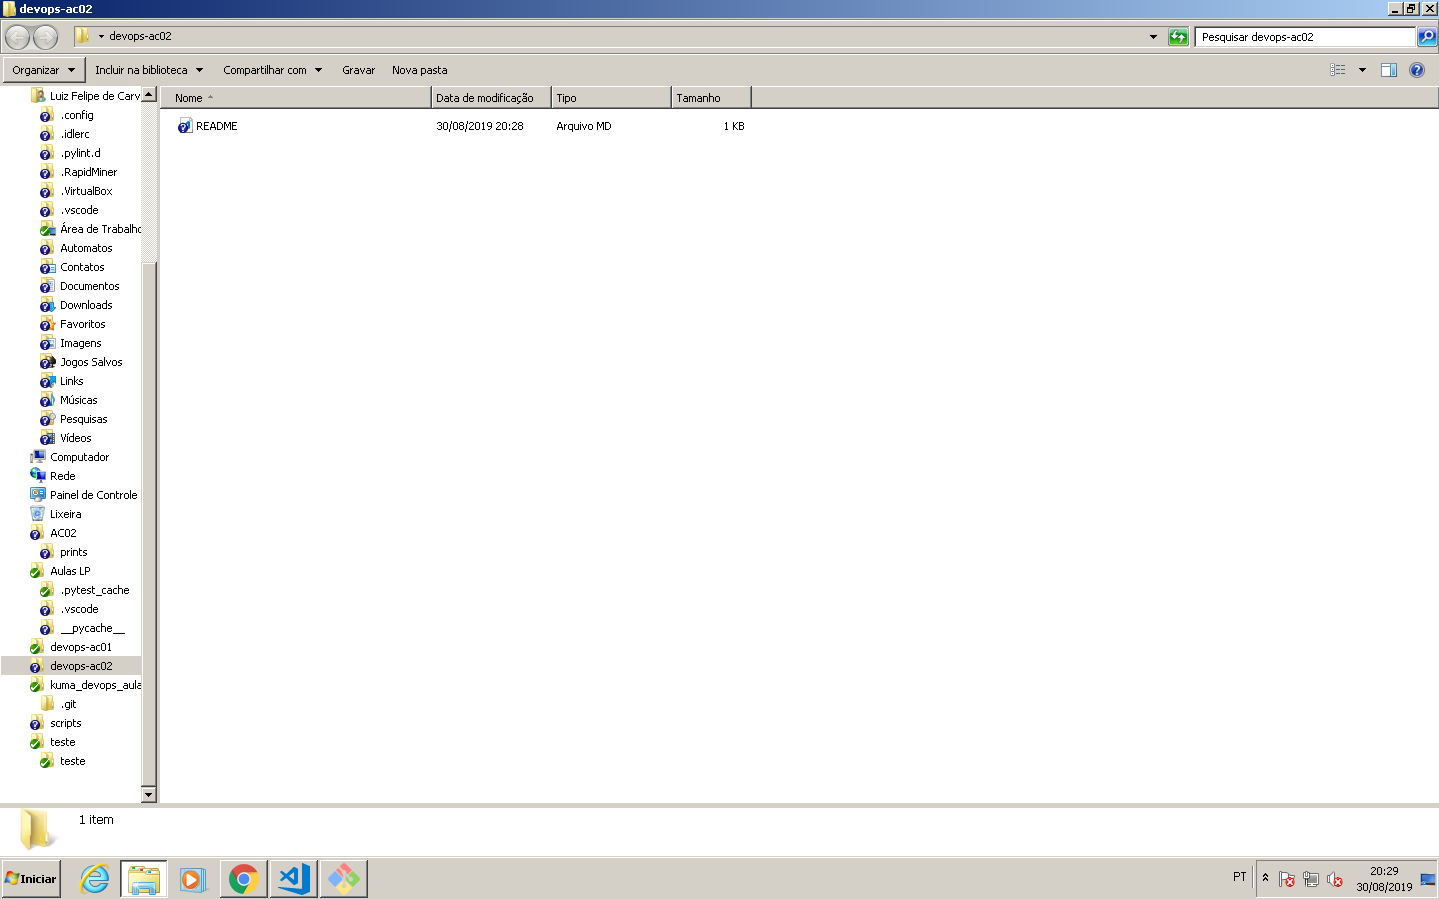 devops-ac02
devops-ac02
Pesquisar devops-ac02
Organizar Incluir na biblioteca Compartilhar com Gravar Nova pasta
Nome Data de modificação Tipo Tamanho
README 30/08/2019 20:28 Arquivo MD 1 KB
Luiz Felipe de Carv
.config
.idlerc
.pylint.d
.RapidMiner
.VirtualBox
.vscode
Área de Trabalho
Automatos
Contatos
Documentos
Downloads
Favoritos
Imagens
Jogos Salvos
Links
Músicas
Pesquisas
Vídeos
Computador
Rede
Painel de Controle
Lixeira
AC02
prints
Aulas LP
.pytest_cache
.vscode
__pycache__
devops-ac01
devops-ac02
kuma_devops_aula
.git
scripts
teste
teste
1 item
Iniciar
PT
20:29
30/08/2019